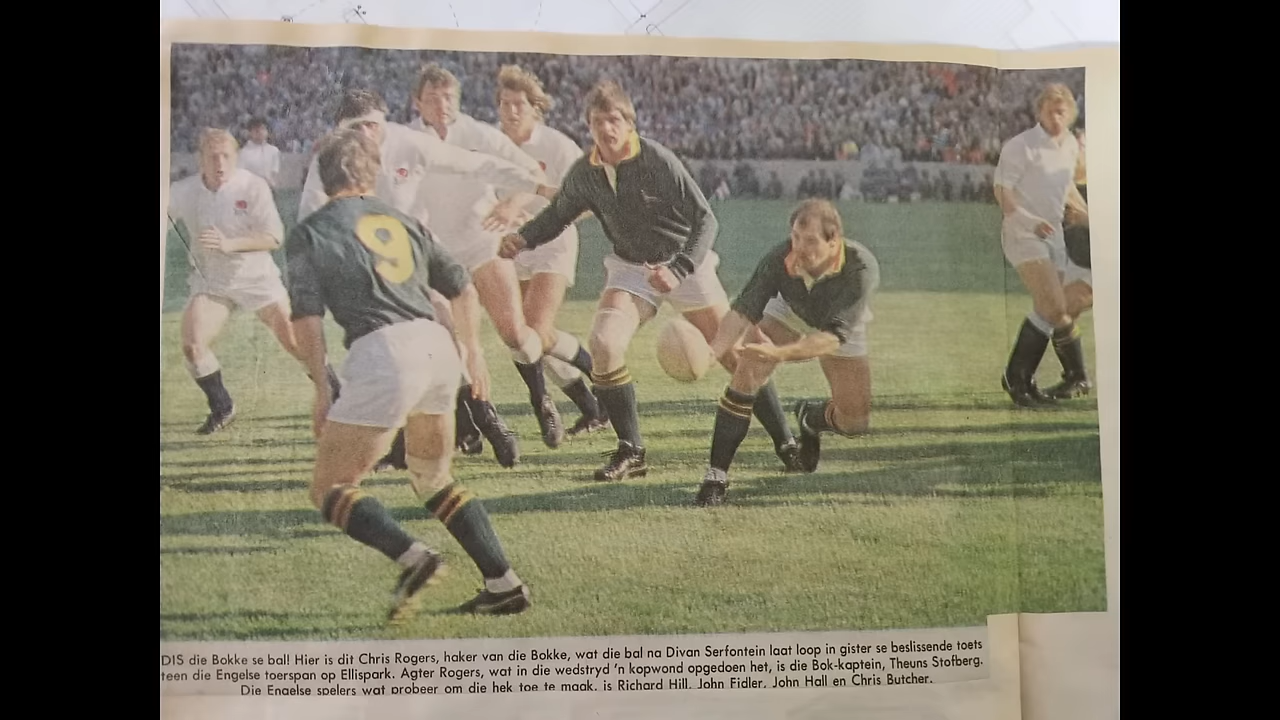 9
DIS die Bokke se bal! Hier is dit Chris Rogers, haker van die Bokke, wat die bal na Divan Serfontein laat loop in gister se beslissende toets
teen die Engelse toerspan op Ellispark. Agter Rogers, wat in die wedstryd 'n kopwond opgedoen het, is die Bok-kaptein, Theuns Stofberg.
Die Engelse spelers wat probeer om die hek toe te maak, is Richard Hill, John Fidler, John Hall en Chris Butcher.